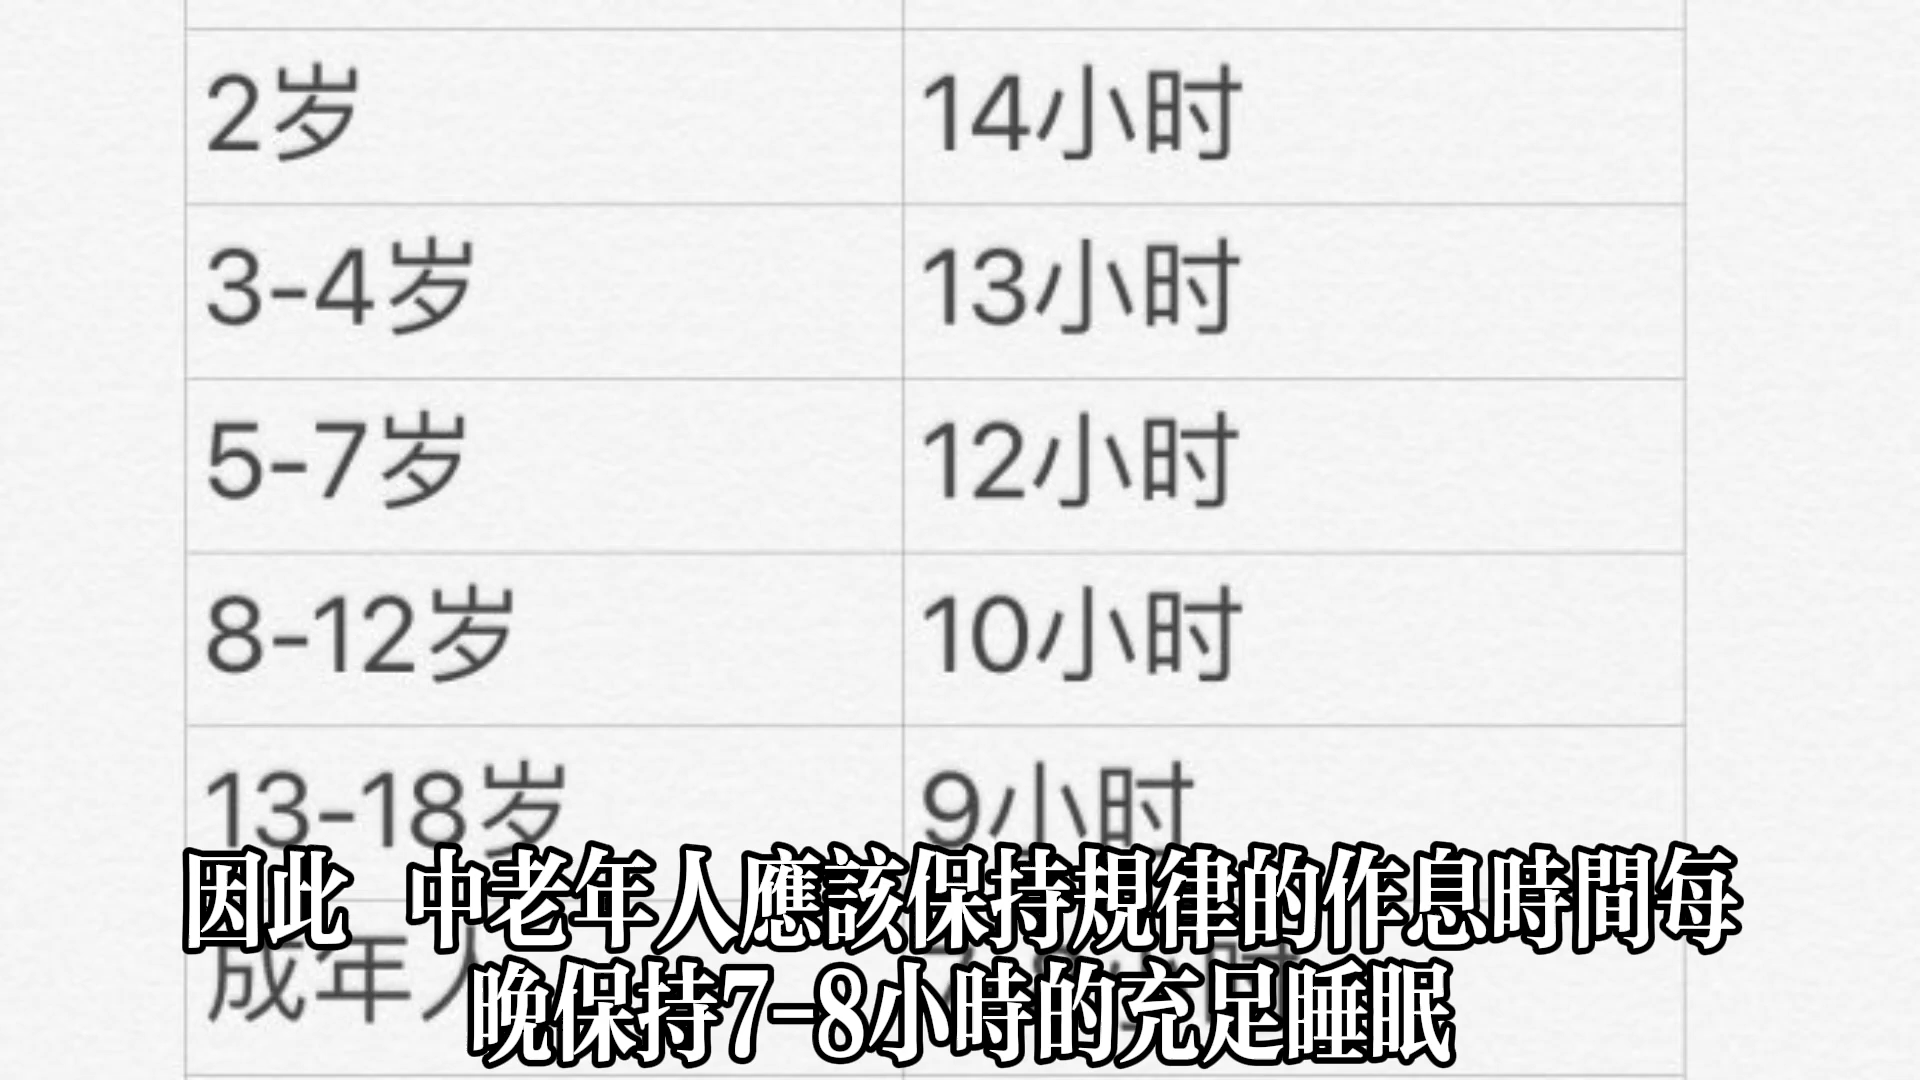 2岁 14小时
3-4岁 13小时
5-7岁 12小时
8-12岁 10小时
13-18岁 9小时
成年人
因此 中老年人應該保持規律的作息時間每
晚保持7-8小時的充足睡眠